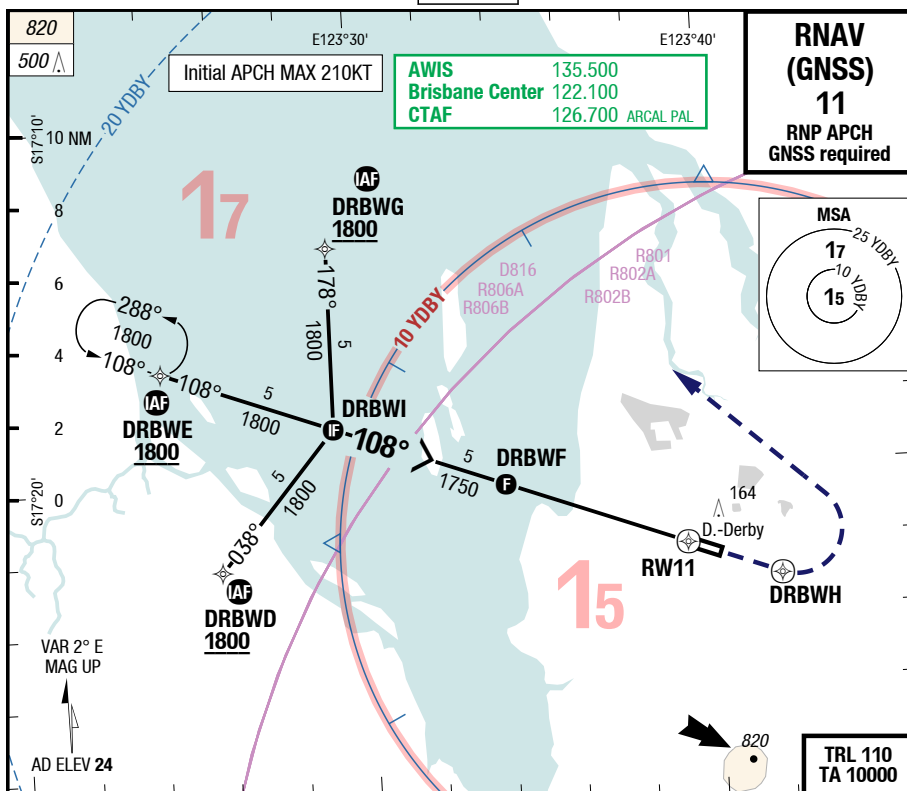 820
500
20 YDBY
E123°30'
E123°40'
Initial APCH MAX 210KT
AWIS 135.500
Brisbane Center 122.100
CTAF 126.700 ARCAL PAL
RNAV
(GNSS)
11
RNP APCH
GNSS required
S17°10'
10 NM
8
6
4
2
0
S17°20'
17
IAF
DRBWG
1800
178°
5
1800
MSA
25 YDBY
17
10 YDBY
15
D816
R806A
R806B
R801
R802A
R802B
10 YDBY
288°
1800
108°
108°
5
1800
IAF
DRBWE
1800
DRBWI
IF
108°
5
1750
DRBWF
F
038°
5
1800
IAF
DRBWD
1800
164
D.-Derby
RW11
DRBWH
15
VAR 2° E
MAG UP
AD ELEV 24
820
TRL 110
TA 10000